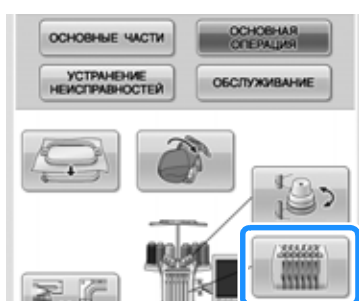 ОСНОВНЫЕ ЧАСТИ
ОСНОВНАЯ
ОПЕРАЦИЯ
УСТРАНЕНИЕ
НЕИСПРАВНОСТЕЙ
ОБСЛУЖИВАНИЕ